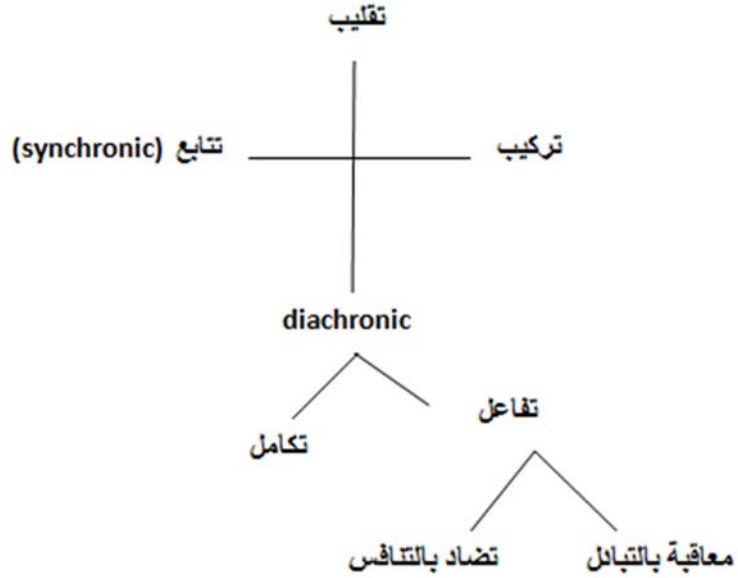 تقليب
تركيب
تتابع (synchronic)
diachronic
تفاعل
تكامل
معاقبة بالتبادل
تضاد بالتنافس